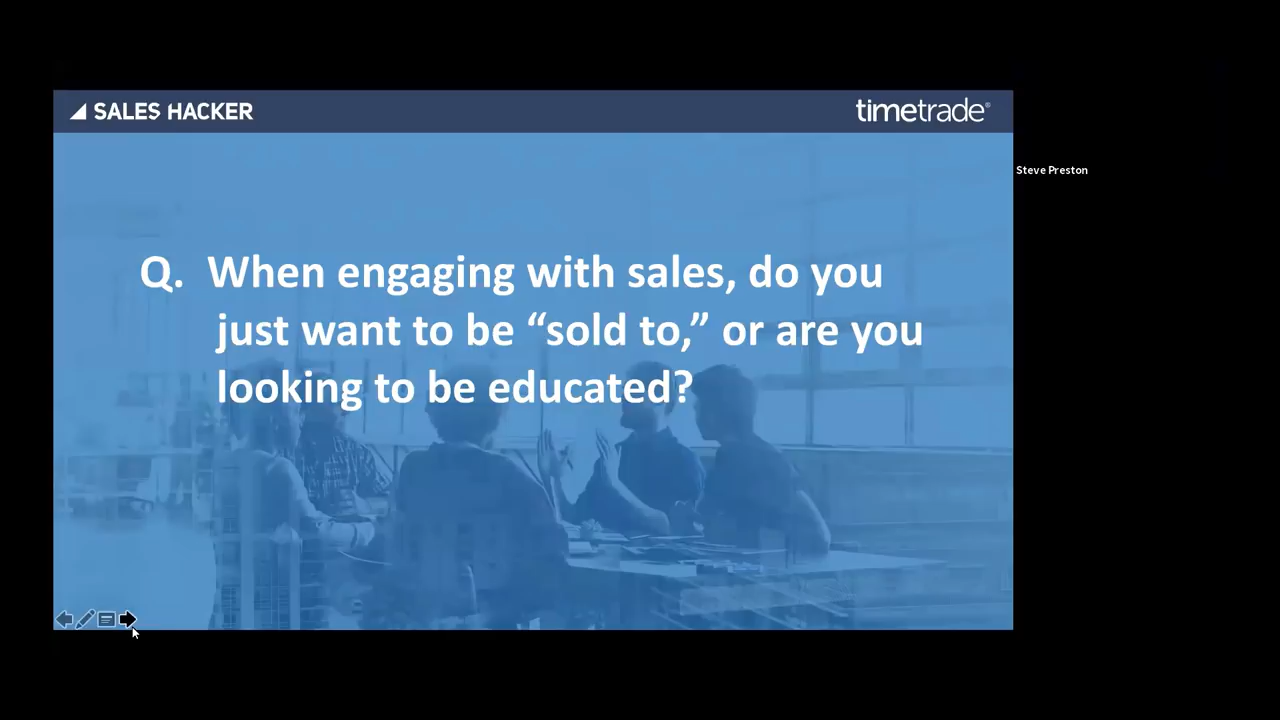 SALES HACKER
timetrade®
Steve Preston
Q. When engaging with sales, do you
just want to be “sold to,” or are you
looking to be educated?